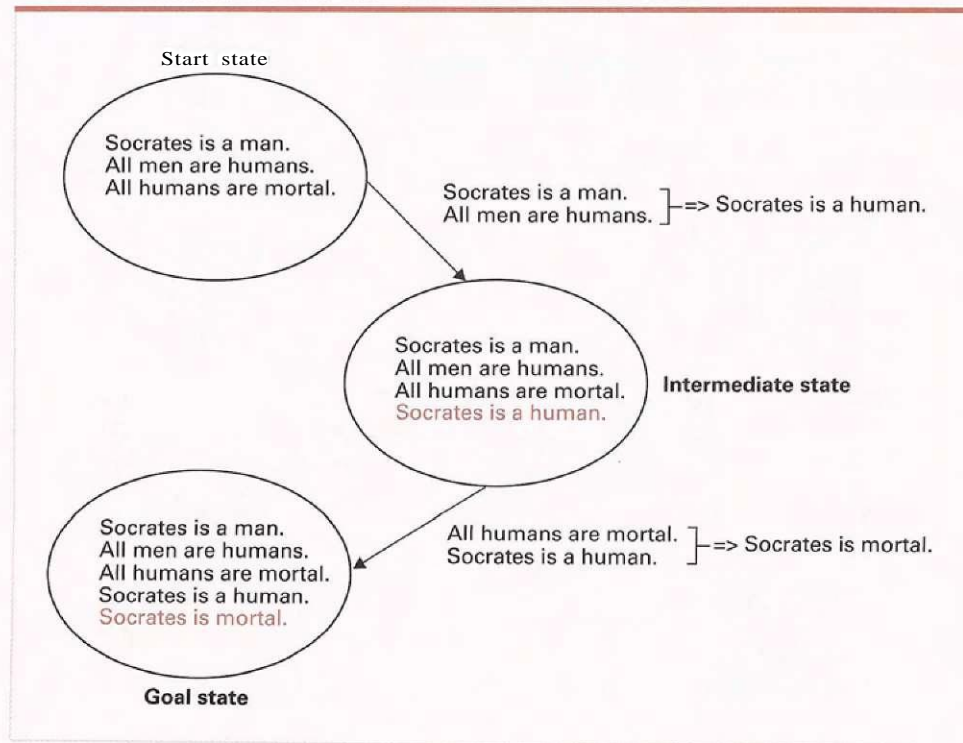 Start state
Socrates is a man.
All men are humans.
All humans are mortal.
Socrates is a man.
All men are humans.
=> Socrates is a human.
Socrates is a man.
All men are humans.
All humans are mortal.
Socrates is a human.
Intermediate state
All humans are mortal.
Socrates is a human.
=> Socrates is mortal.
Socrates is a man.
All men are humans.
All humans are mortal.
Socrates is a human.
Socrates is mortal.
Goal state